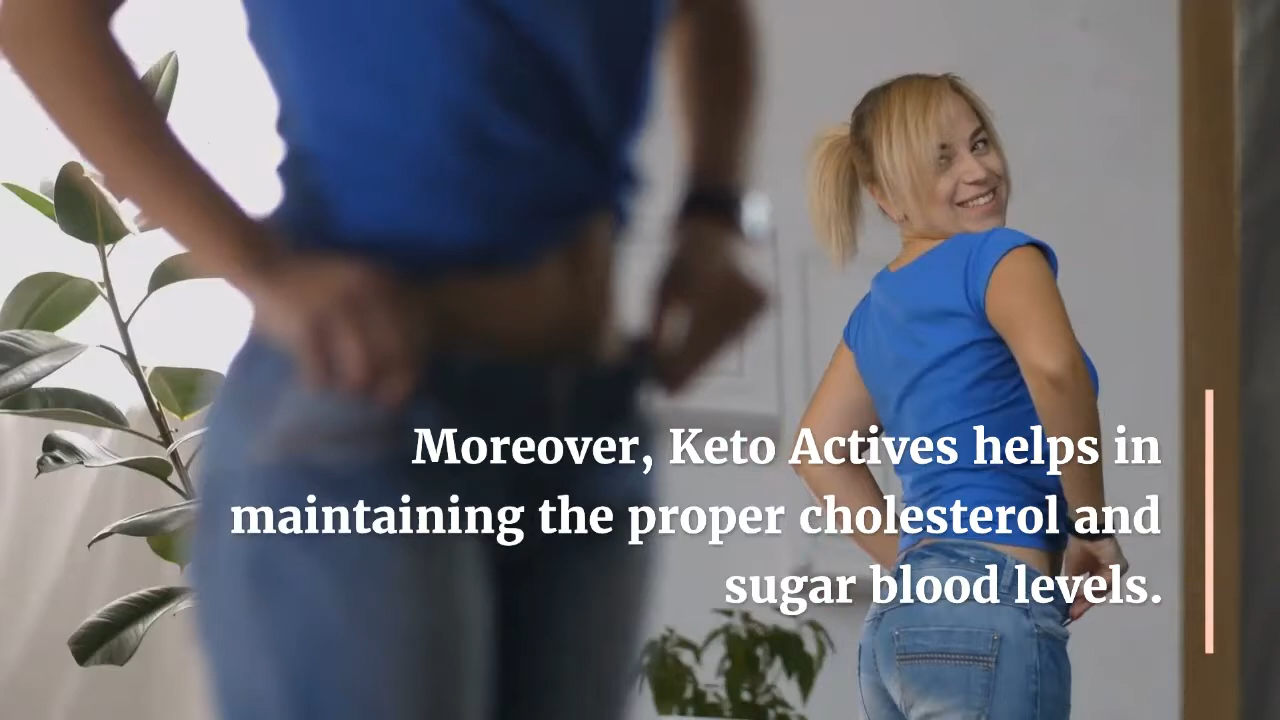 Moreover, Keto Actives helps in
maintaining the proper cholesterol and
sugar blood levels.